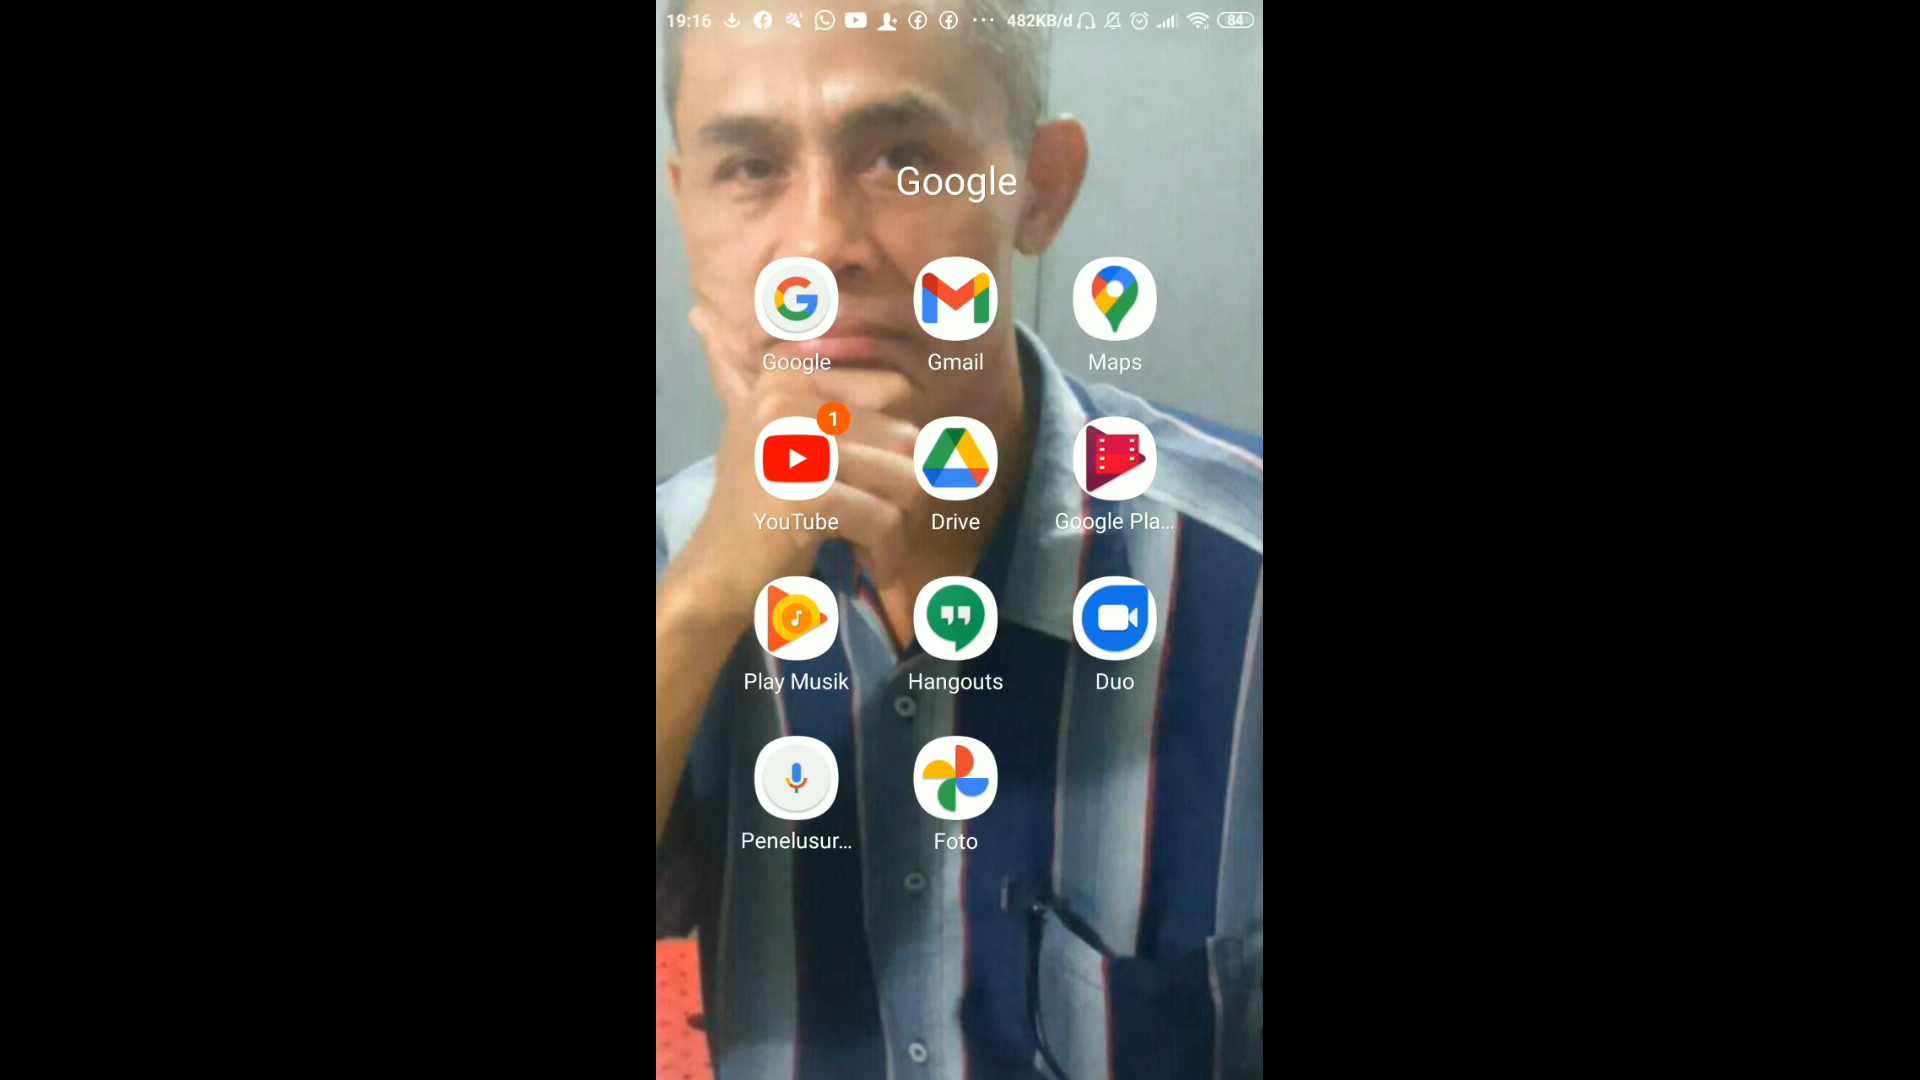 19:16 482KB/d 84
Google
Google Gmail Maps
1
YouTube Drive Google Pla...
Play Musik Hangouts Duo
Penelusur... Foto